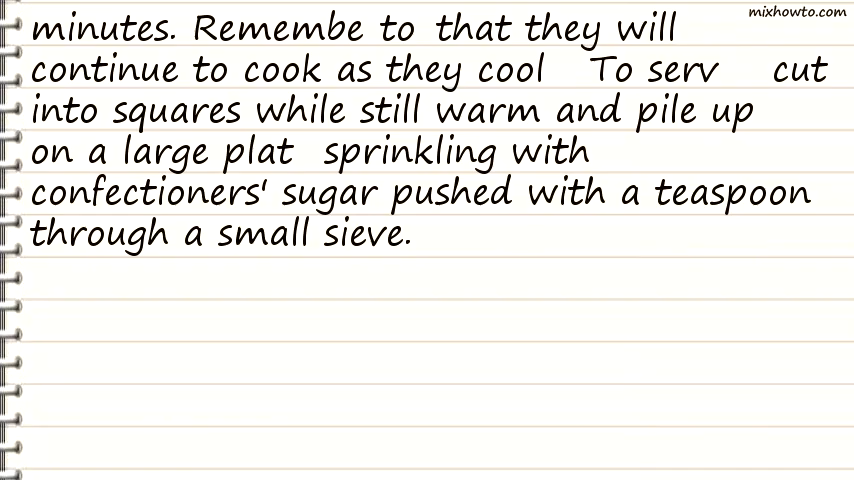 mixhowto.com
minutes. Remembe to that they will
continue to cook as they cool To serv cut
into squares while still warm and pile up
on a large plat sprinkling with
confectioners' sugar pushed with a teaspoon
through a small sieve.